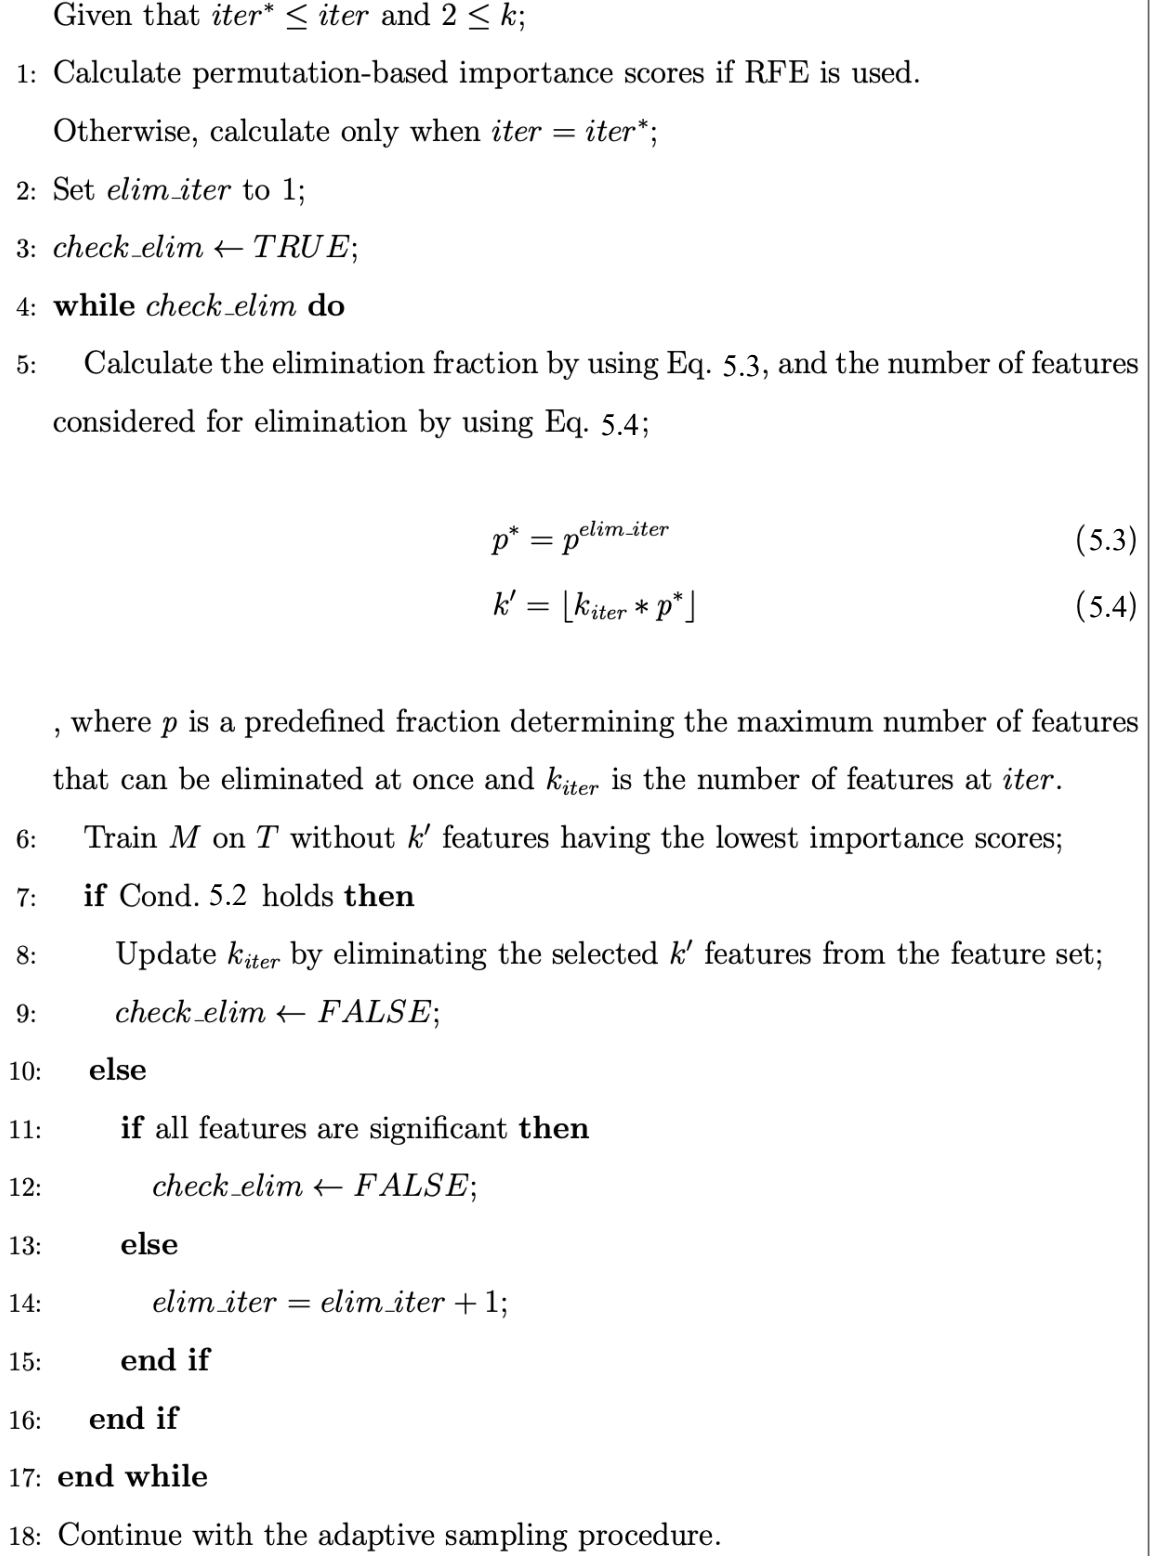 Given that iter* ≤ iter and 2 ≤ k;
1: Calculate permutation-based importance scores if RFE is used.
Otherwise, calculate only when iter = iter*;
2: Set elim_iter to 1;
3: check_elim ← TRUE;
4: while check_elim do
5: Calculate the elimination fraction by using Eq. 5.3, and the number of features
considered for elimination by using Eq. 5.4;
p* = p^{elim_iter} (5.3)
k′ = ⌊k_{iter} * p*⌋ (5.4)
, where p is a predefined fraction determining the maximum number of features
that can be eliminated at once and k_{iter} is the number of features at iter.
6: Train M on T without k′ features having the lowest importance scores;
7: if Cond. 5.2 holds then
8: Update k_{iter} by eliminating the selected k′ features from the feature set;
9: check_elim ← FALSE;
10: else
11: if all features are significant then
12: check_elim ← FALSE;
13: else
14: elim_iter = elim_iter + 1;
15: end if
16: end if
17: end while
18: Continue with the adaptive sampling procedure.